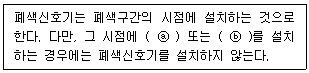 폐색신호기는 폐색구간의 시점에 설치하는 것으로
한다. 다만, 그 시점에 ( ⓐ ) 또는 ( ⓑ )를 설치
하는 경우에는 폐색신호기를 설치하지 않는다.